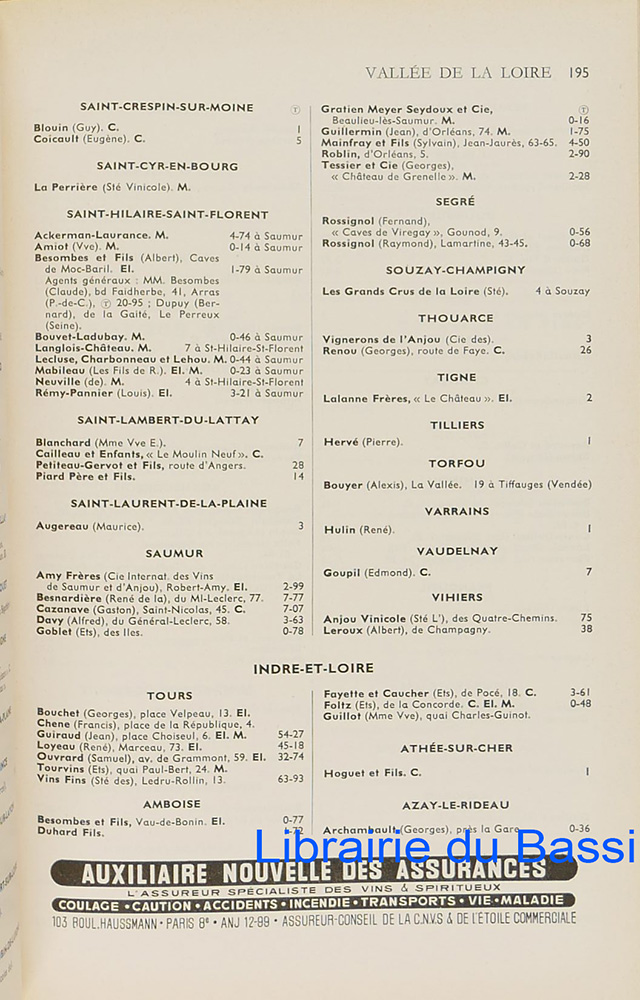 VALLÉE DE LA LOIRE 195
SAINT-CRESPIN-SUR-MOINE Ⓣ
Blouin (Guy). C. 1
Coicault (Eugène). C. 5
SAINT-CYR-EN-BOURG
La Perrière (Sté Vinicole). M.
SAINT-HILAIRE-SAINT-FLORENT
Ackerman-Laurance. M. 4-74 à Saumur
Amiot (Vve). M. 0-14 à Saumur
Besombes et Fils (Albert), Caves
de Moc-Baril. El. 1-79 à Saumur
Agents généraux : MM. Besombes
(Claude), bd Faidherbe, 41, Arras
(P.-de-C.), Ⓣ 20-95 ; Dupuy (Ber-
nard), de la Gaité, Le Perreux
(Seine).
Bouvet-Ladubay. M. 0-46 à Saumur
Langlois-Château. M. 7 à St-Hilaire-St-Florent
Lecluse, Charbonneau et Lehou. M. 0-44 à Saumur
Mabileau (Les Fils de R.). El. M. 0-23 à Saumur
Neuville (de). M. 4 à St-Hilaire-St-Florent
Rémy-Pannier (Louis). El. 3-21 à Saumur
SAINT-LAMBERT-DU-LATTAY
Blanchard (Mme Vve E.). 7
Cailleau et Enfants, « Le Moulin Neuf ». C.
Petiteau-Gervot et Fils, route d'Angers. 28
Piard Père et Fils. 14
SAINT-LAURENT-DE-LA-PLAINE
Augereau (Maurice). 3
SAUMUR
Amy Frères (Cie Internat. des Vins
de Saumur et d'Anjou), Robert-Amy. El. 2-99
Besnardière (René de la), du Ml-Leclerc, 77. 7-77
Cazanave (Gaston), Saint-Nicolas, 45. C. 7-07
Davy (Alfred), du Général-Leclerc, 58. 3-63
Goblet (Ets), des Iles. 0-78
Gratien Meyer Seydoux et Cie, Ⓣ
Beaulieu-lès-Saumur. M. 0-16
Guillermin (Jean), d'Orléans, 74. M. 1-75
Mainfray et Fils (Sylvain), Jean-Jaurès, 63-65. 4-50
Roblin, d'Orléans, 5. 2-90
Tessier et Cie (Georges),
« Château de Grenelle ». M. 2-28
SEGRÉ
Rossignol (Fernand),
« Caves de Viregay », Gounod, 9. 0-56
Rossignol (Raymond), Lamartine, 43-45. 0-68
SOUZAY-CHAMPIGNY
Les Grands Crus de la Loire (Sté). 4 à Souzay
THOUARCE
Vignerons de l'Anjou (Cie des). 3
Renou (Georges), route de Faye. C. 26
TIGNE
Lalanne Frères, « Le Château ». El. 2
TILLIERS
Hervé (Pierre). 1
TORFOU
Bouyer (Alexis), La Vallée. 19 à Tiffauges (Vendée)
VARRAINS
Hulin (René). 1
VAUDELNAY
Goupil (Edmond). C. 7
VIHIERS
Anjou Vinicole (Sté L'), des Quatre-Chemins. 75
Leroux (Albert), de Champagny. 38
INDRE-ET-LOIRE
TOURS
Bouchet (Georges), place Velpeau, 13. El.
Chene (Francis), place de la République, 4.
Guiraud (Jean), place Choiseul, 6. El. M. 54-27
Loyeau (René), Marceau, 73. El. 45-18
Ouvrard (Samuel), av. de Grammont, 59. El. 32-74
Tourvins (Ets), quai Paul-Bert, 24. M.
Vins Fins (Sté des), Ledru-Rollin, 13. 63-93
AMBOISE
Besombes et Fils, Vau-de-Bonin. El. 0-77
Duhard Fils.
Fayette et Caucher (Ets), de Pocé, 18. C. 3-61
Foltz (Ets), de la Concorde. C. El. M. 0-48
Guillot (Mme Vve), quai Charles-Guinot.
ATHÉE-SUR-CHER
Hoguet et Fils. C. 1
AZAY-LE-RIDEAU
Archambault (Georges), près la Gare 0-36
Librairie du Bassi
AUXILIAIRE NOUVELLE DES ASSURANCES
L'ASSUREUR SPÉCIALISTE DES VINS & SPIRITUEUX
COULAGE • CAUTION • ACCIDENTS • INCENDIE • TRANSPORTS • VIE • MALADIE
103 BOUL. HAUSSMANN • PARIS 8e • ANJ 12-99 • ASSUREUR-CONSEIL DE LA C.N.V.S & DE L'ÉTOILE COMMERCIALE